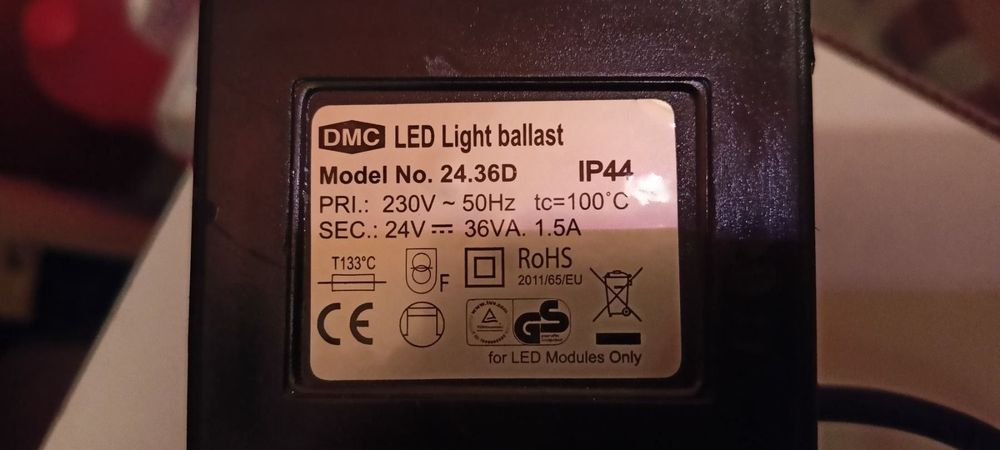 DMC LED Light ballast
Model No. 24.36D IP44
PRI.: 230V ~ 50Hz tc=100°C
SEC.: 24V ⎓ 36VA. 1.5A
T133°C
F
RoHS
2011/65/EU
CE
GS
for LED Modules Only